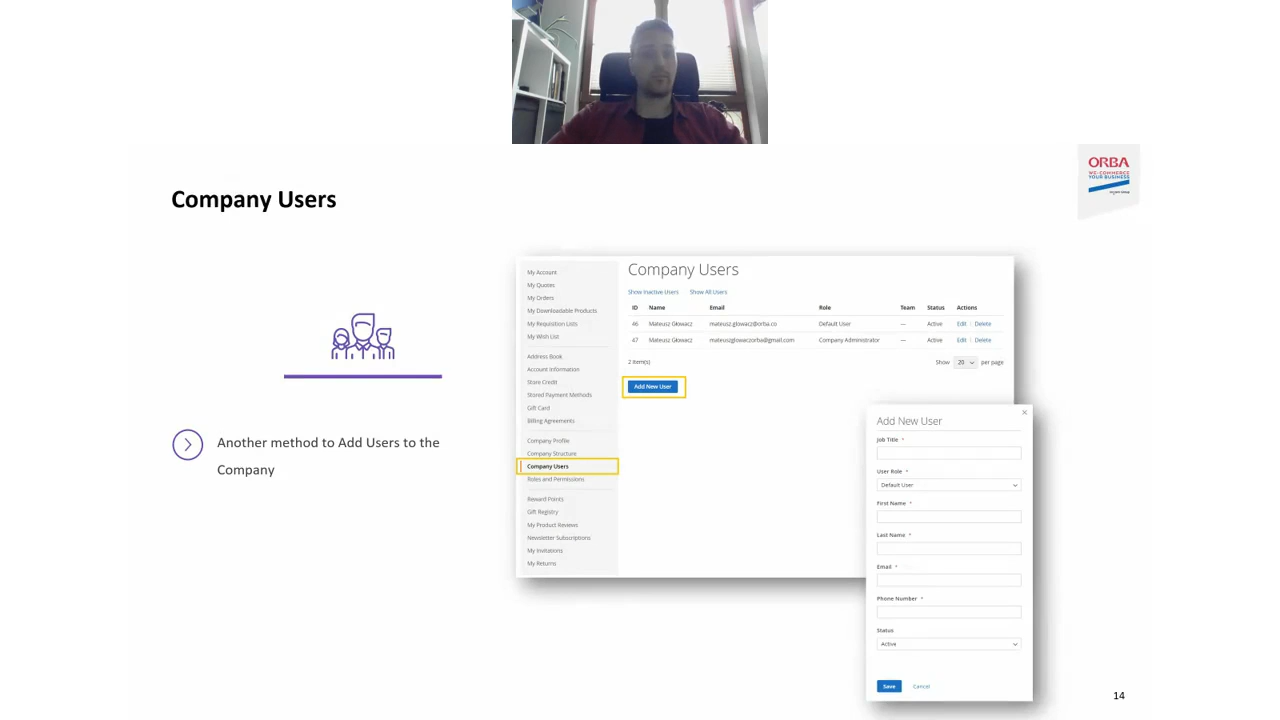 ORBA
WE-COMMERCE
YOUR BUSINESS
Company Users
Another method to Add Users to the
Company
My Account
My Quotes
My Orders
My Downloadable Products
My Requisition Lists
My Wish List
Address Book
Account Information
Store Credit
Stored Payment Methods
Gift Card
Billing Agreements
Company Profile
Company Structure
Company Users
Roles and Permissions
Reward Points
Gift Registry
My Product Reviews
Newsletter Subscriptions
My Invitations
My Returns
Company Users
Show Inactive Users Show All Users
ID Name Email Role Team Status Actions
46 Mateusz Głowacz mateusz.glowacz@orba.co Default User — Active Edit | Delete
47 Mateusz Głowacz mateuszglowaczorba@gmail.com Company Administrator — Active Edit | Delete
2 Item(s) Show 20 per page
Add New User
Add New User ×
Job Title *
User Role *
Default User
First Name *
Last Name *
Email *
Phone Number *
Status
Active
Save Cancel
14